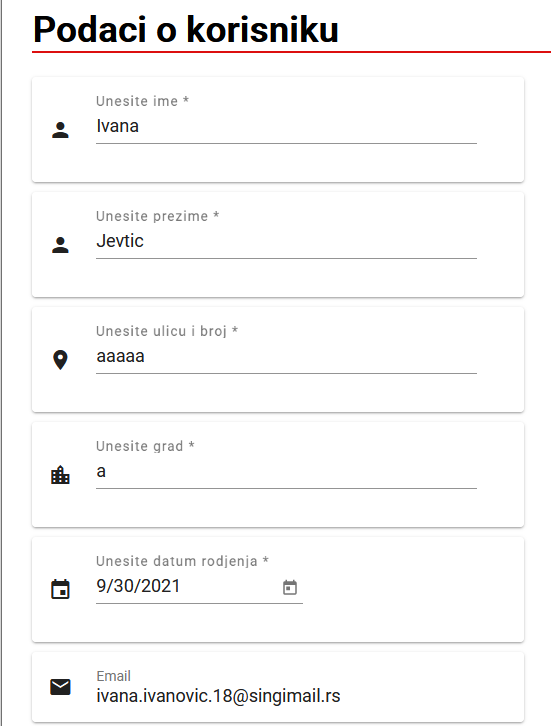 Podaci o korisniku
Unesite ime *
Ivana
Unesite prezime *
Jevtic
Unesite ulicu i broj *
aaaaa
Unesite grad *
a
Unesite datum rodjenja *
9/30/2021
Email
ivana.ivanovic.18@singimail.rs